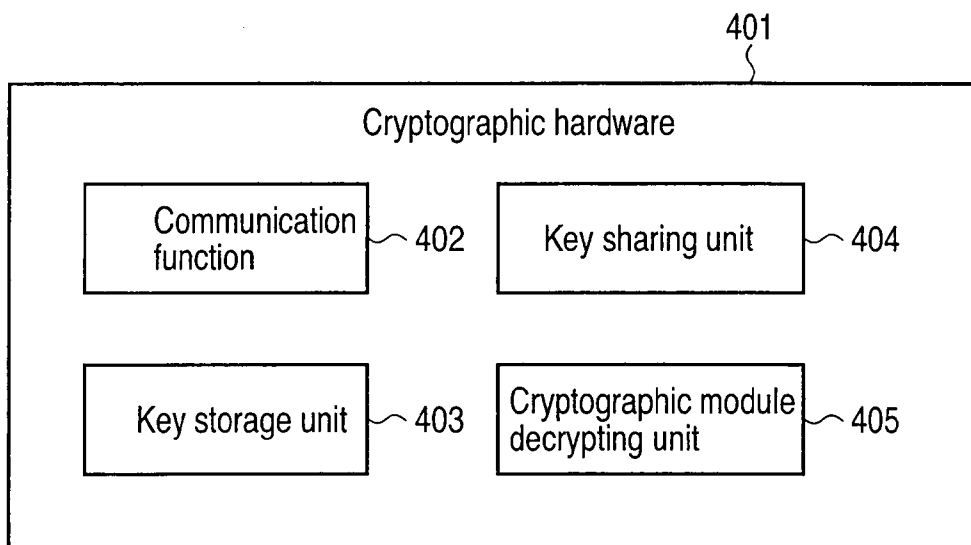 401
Cryptographic hardware
Communication
function
402
Key sharing unit
404
Key storage unit
403
Cryptographic module
decrypting unit
405